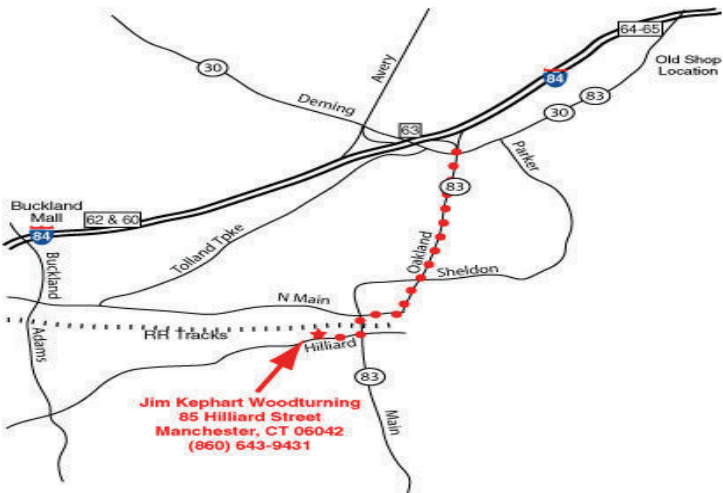 64-65
Old Shop
Location
84
30
Avery
83
Deming
30
63
Parker
83
Buckland
Mall
62 & 60
84
Tolland Tpke
Oakland
Buckland
Sheldon
N Main
RR Tracks
Adams
Hilliard
83
Jim Kephart Woodturning
85 Hilliard Street
Manchester, CT 06042
(860) 643-9431
Main